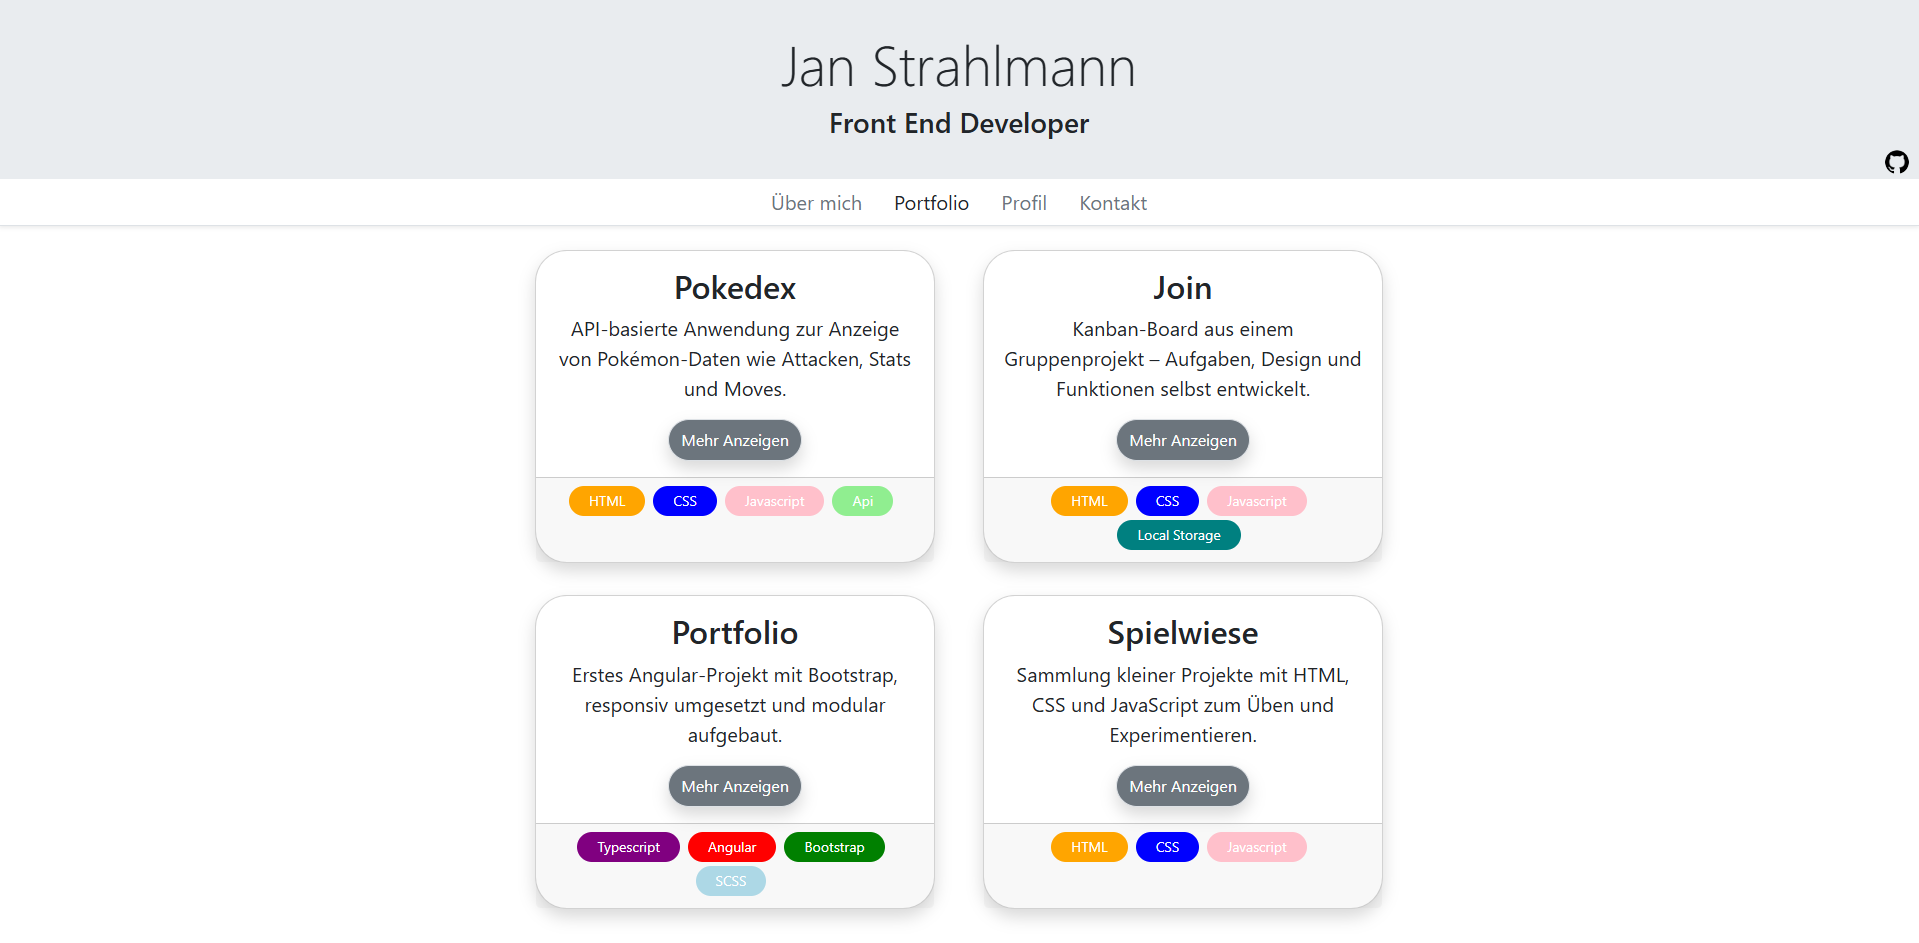 Jan Strahlmann
Front End Developer
Über mich Portfolio Profil Kontakt
Pokedex
API-basierte Anwendung zur Anzeige
von Pokémon-Daten wie Attacken, Stats
und Moves.
Mehr Anzeigen
HTML CSS Javascript Api
Join
Kanban-Board aus einem
Gruppenprojekt – Aufgaben, Design und
Funktionen selbst entwickelt.
Mehr Anzeigen
HTML CSS Javascript
Local Storage
Portfolio
Erstes Angular-Projekt mit Bootstrap,
responsiv umgesetzt und modular
aufgebaut.
Mehr Anzeigen
Typescript Angular Bootstrap
SCSS
Spielwiese
Sammlung kleiner Projekte mit HTML,
CSS und JavaScript zum Üben und
Experimentieren.
Mehr Anzeigen
HTML CSS Javascript